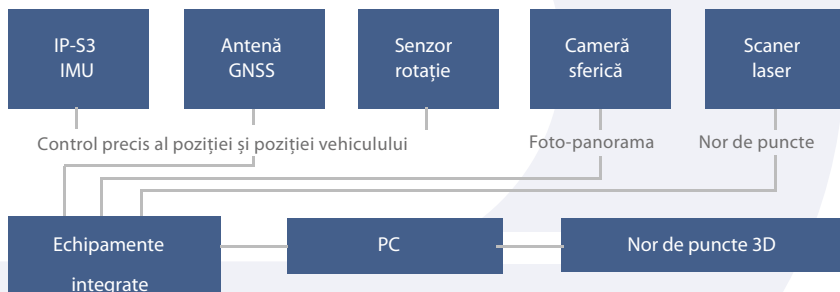 IP-S3
IMU
Antenă
GNSS
Senzor
rotație
Cameră
sferică
Scaner
laser
Control precis al poziției și poziției vehiculului
Foto-panorama
Nor de puncte
Echipamente
integrate
PC
Nor de puncte 3D